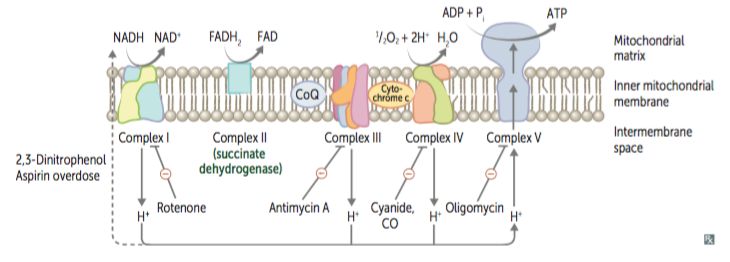 ADP + Pi ATP
NADH NAD+ FADH2 FAD 1/2O2 + 2H+ H2O
Mitochondrial
matrix
CoQ
Cyto-
chrome c
Inner mitochondrial
membrane
Complex I Complex II Complex III Complex IV Complex V
(succinate
dehydrogenase)
Intermembrane
space
2,3-Dinitrophenol
Aspirin overdose
H+ Rotenone Antimycin A H+ Cyanide,
CO
H+ Oligomycin H+
℞